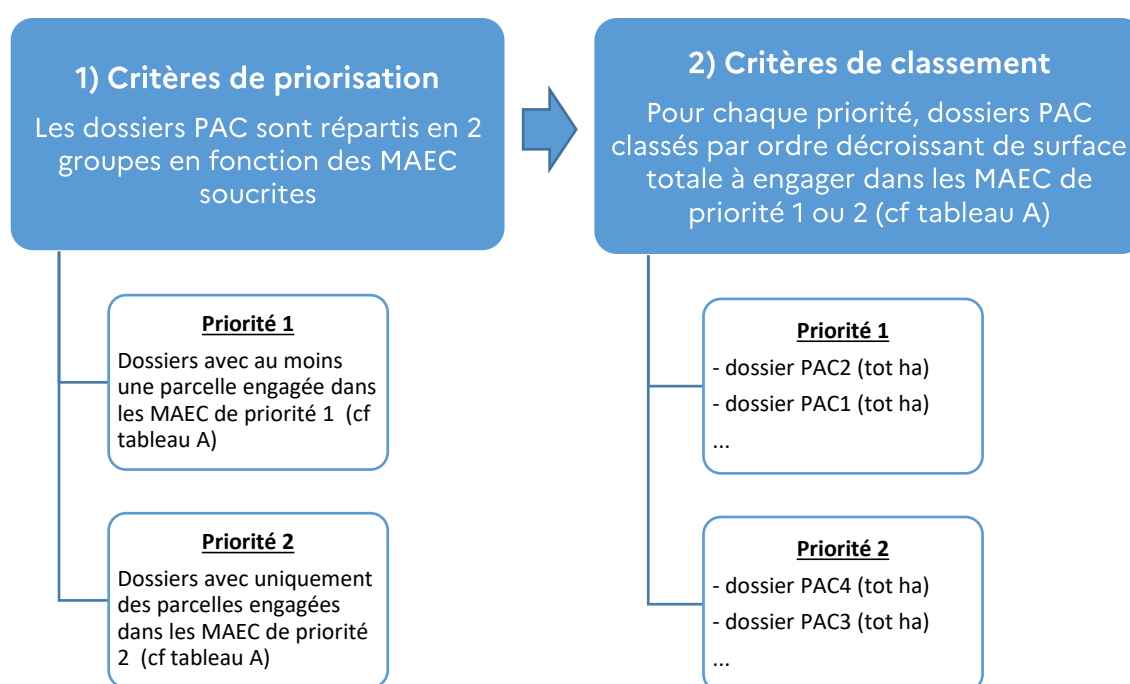 1) Critères de priorisation
Les dossiers PAC sont répartis en 2
groupes en fonction des MAEC
soucrites
Priorité 1
Dossiers avec au moins
une parcelle engagée dans
les MAEC de priorité 1 (cf
tableau A)
Priorité 2
Dossiers avec uniquement
des parcelles engagées
dans les MAEC de priorité
2 (cf tableau A)
2) Critères de classement
Pour chaque priorité, dossiers PAC
classés par ordre décroissant de surface
totale à engager dans les MAEC de
priorité 1 ou 2 (cf tableau A)
Priorité 1
- dossier PAC2 (tot ha)
- dossier PAC1 (tot ha)
...
Priorité 2
- dossier PAC4 (tot ha)
- dossier PAC3 (tot ha)
...